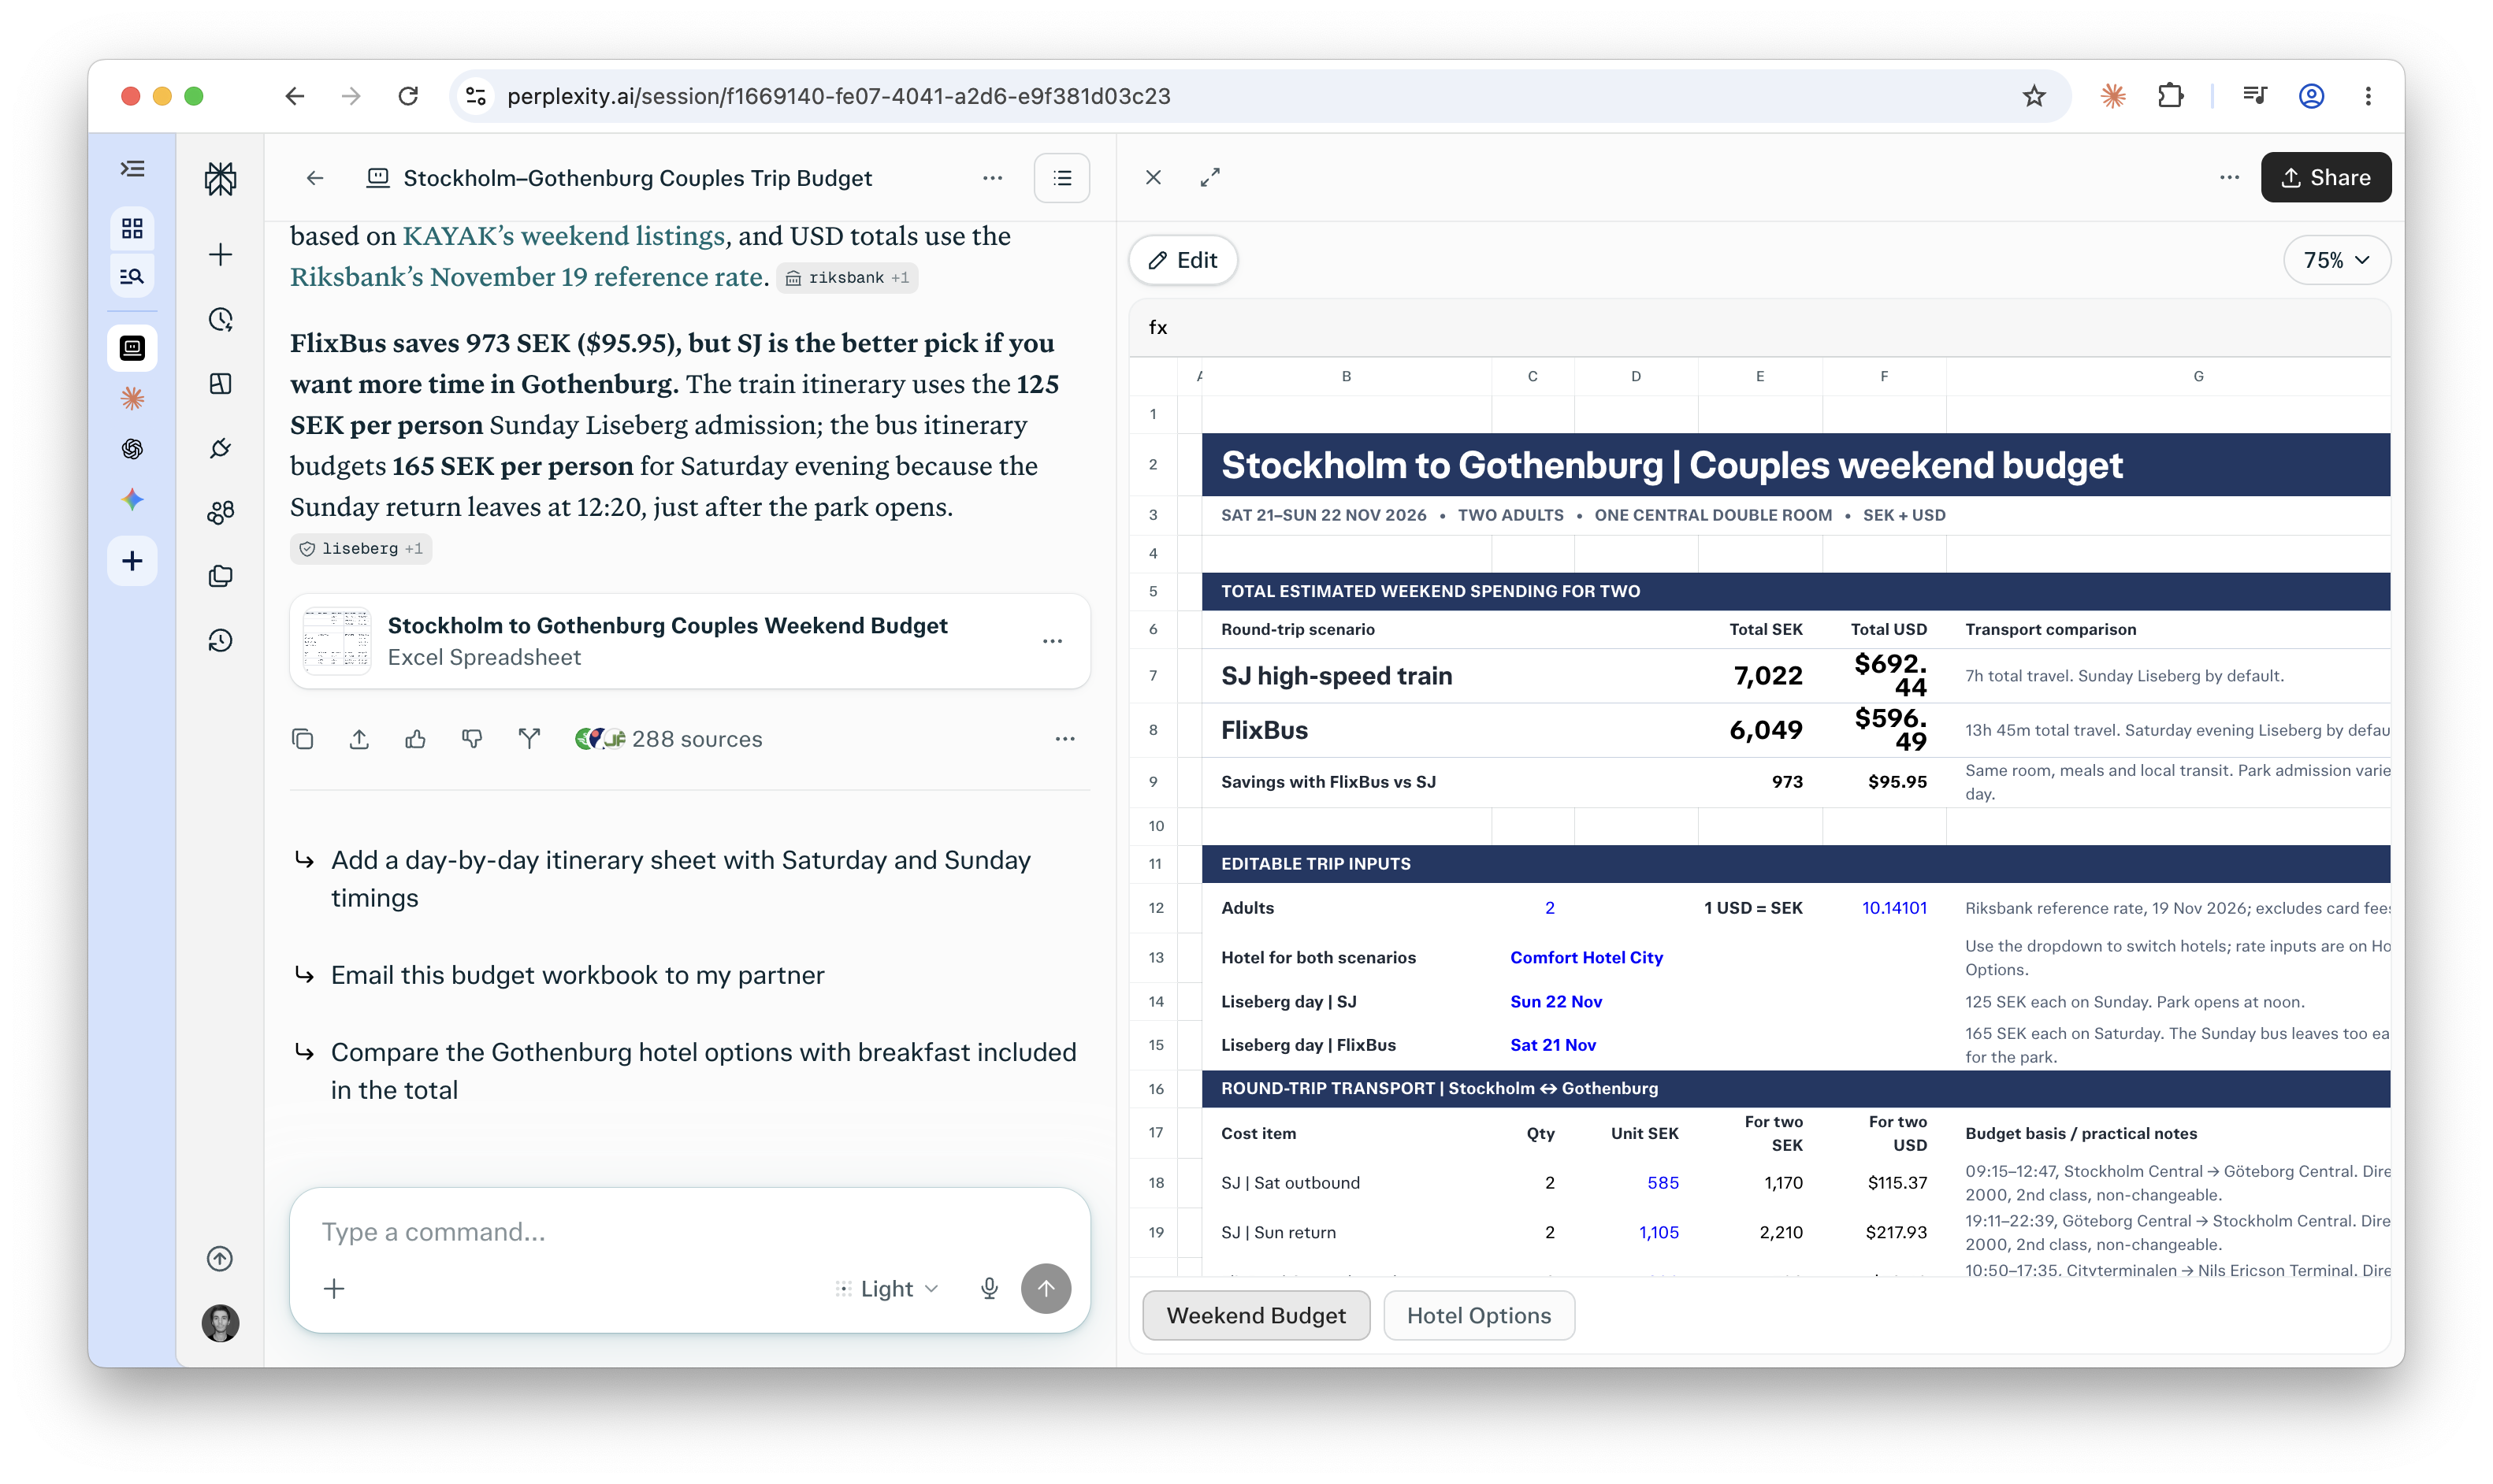 perplexity.ai/session/f1669140-fe07-4041-a2d6-e9f381d03c23
Stockholm–Gothenburg Couples Trip Budget
based on KAYAK’s weekend listings, and USD totals use the
Riksbank’s November 19 reference rate. riksbank +1
FlixBus saves 973 SEK ($95.95), but SJ is the better pick if you
want more time in Gothenburg. The train itinerary uses the 125
SEK per person Sunday Liseberg admission; the bus itinerary
budgets 165 SEK per person for Saturday evening because the
Sunday return leaves at 12:20, just after the park opens.
liseberg +1
Stockholm to Gothenburg Couples Weekend Budget
Excel Spreadsheet
288 sources
Add a day-by-day itinerary sheet with Saturday and Sunday
timings
Email this budget workbook to my partner
Compare the Gothenburg hotel options with breakfast included
in the total
Type a command...
Light
Share
Edit
75%
fx
A B C D E F G
1
2 Stockholm to Gothenburg | Couples weekend budget
3 SAT 21–SUN 22 NOV 2026 • TWO ADULTS • ONE CENTRAL DOUBLE ROOM • SEK + USD
4
5 TOTAL ESTIMATED WEEKEND SPENDING FOR TWO
6 Round-trip scenario Total SEK Total USD Transport comparison
7 SJ high-speed train 7,022 $692.
44 7h total travel. Sunday Liseberg by default.
8 FlixBus 6,049 $596.
49 13h 45m total travel. Saturday evening Liseberg by defau
9 Savings with FlixBus vs SJ 973 $95.95 Same room, meals and local transit. Park admission varie
day.
10
11 EDITABLE TRIP INPUTS
12 Adults 2 1 USD = SEK 10.14101 Riksbank reference rate, 19 Nov 2026; excludes card fees
13 Hotel for both scenarios Comfort Hotel City Use the dropdown to switch hotels; rate inputs are on Ho
Options.
14 Liseberg day | SJ Sun 22 Nov 125 SEK each on Sunday. Park opens at noon.
15 Liseberg day | FlixBus Sat 21 Nov 165 SEK each on Saturday. The Sunday bus leaves too ea
for the park.
16 ROUND-TRIP TRANSPORT | Stockholm ↔ Gothenburg
17 Cost item Qty Unit SEK For two
SEK For two
USD Budget basis / practical notes
18 SJ | Sat outbound 2 585 1,170 $115.37 09:15–12:47, Stockholm Central → Göteborg Central. Dire
2000, 2nd class, non-changeable.
19 SJ | Sun return 2 1,105 2,210 $217.93 19:11–22:39, Göteborg Central → Stockholm Central. Dire
2000, 2nd class, non-changeable.
10:50–17:35, Cityterminalen → Nils Ericson Terminal. Dire
Weekend Budget
Hotel Options